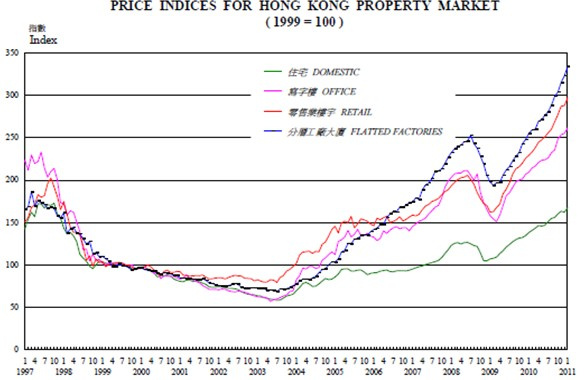 PRICE INDICES FOR HONG KONG PROPERTY MARKET
( 1999 = 100 )
指數
Index
住宅 DOMESTIC
寫字樓 OFFICE
零售業樓宇 RETAIL
分層工廠大廈 FLATTED FACTORIES
350
300
250
200
150
100
50
0
1 4 7 10 1 4 7 10 1 4 7 10 1 4 7 10 1 4 7 10 1 4 7 10 1 4 7 10 1 4 7 10 1 4 7 10 1 4 7 10 1 4 7 10 1 4 7 10 1 4 7 10 1 4 7 10 1
1997 1998 1999 2000 2001 2002 2003 2004 2005 2006 2007 2008 2009 2010 2011